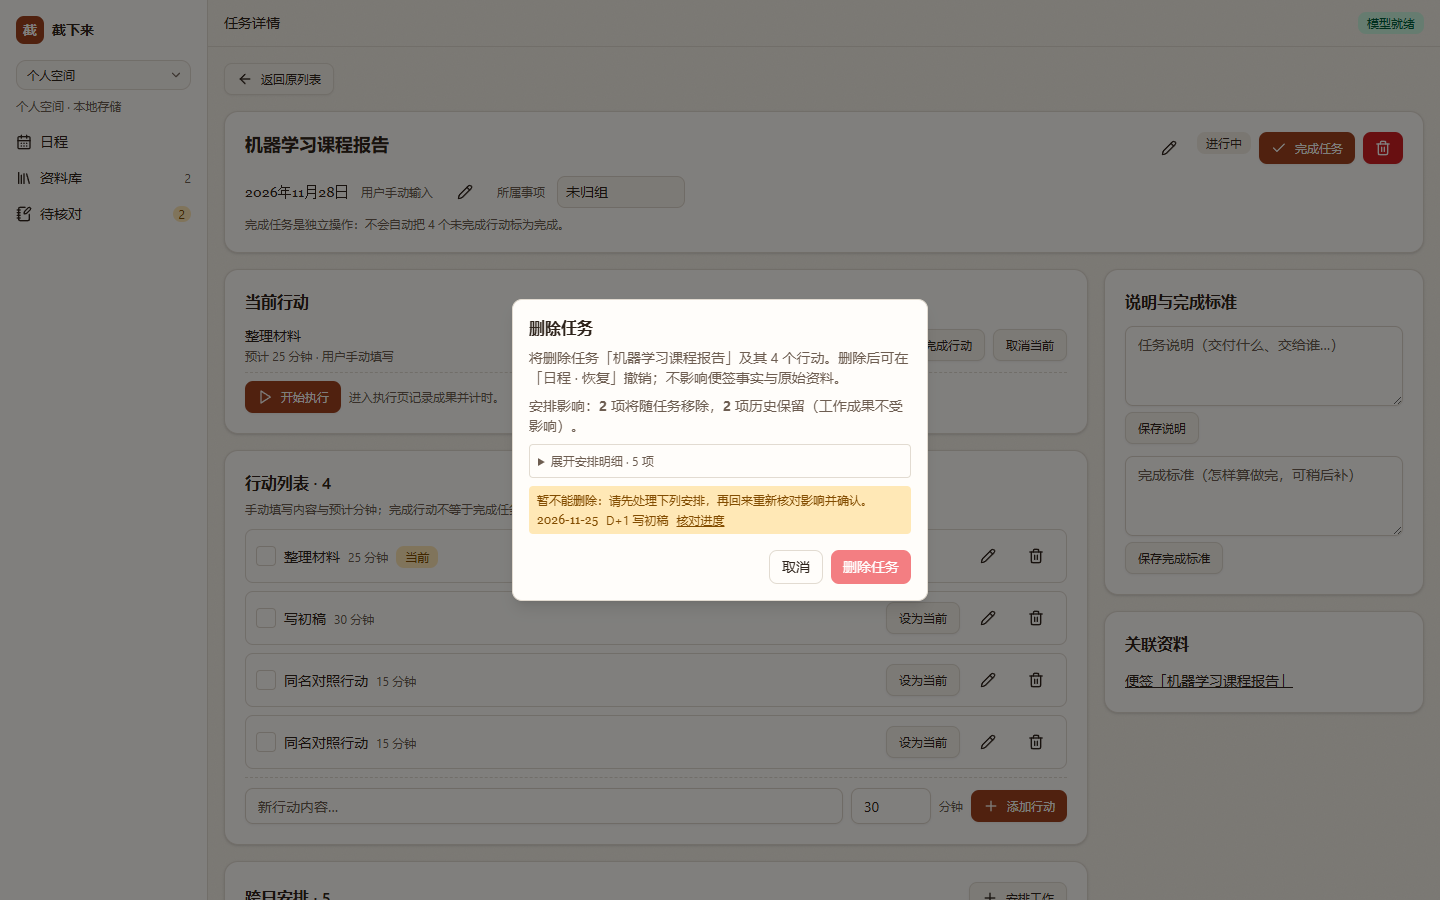 截 截下来
个人空间
个人空间 · 本地存储
日程
资料库 2
待核对 2
任务详情
模型就绪
返回原列表
机器学习课程报告
进行中
完成任务
2026年11月28日 用户手动输入
所属事项 未归组
完成任务是独立操作：不会自动把 4 个未完成行动标为完成。
当前行动
整理材料
预计 25 分钟 · 用户手动填写
完成行动
取消当前
开始执行 进入执行页记录成果并计时。
行动列表 · 4
手动填写内容与预计分钟；完成行动不等于完成任
整理材料 25 分钟 当前
写初稿 30 分钟 设为当前
同名对照行动 15 分钟 设为当前
同名对照行动 15 分钟 设为当前
新行动内容... 30 分钟 添加行动
跨日安排 · 5 安排工作
删除任务
将删除任务「机器学习课程报告」及其 4 个行动。删除后可在
「日程 · 恢复」撤销；不影响便签事实与原始资料。
安排影响：2 项将随任务移除，2 项历史保留（工作成果不受
影响）。
展开安排明细 · 5 项
暂不能删除：请先处理下列安排，再回来重新核对影响并确认。
2026-11-25 D+1 写初稿 核对进度
取消 删除任务
说明与完成标准
任务说明（交付什么、交给谁...）
保存说明
完成标准（怎样算做完，可稍后补）
保存完成标准
关联资料
便签「机器学习课程报告」